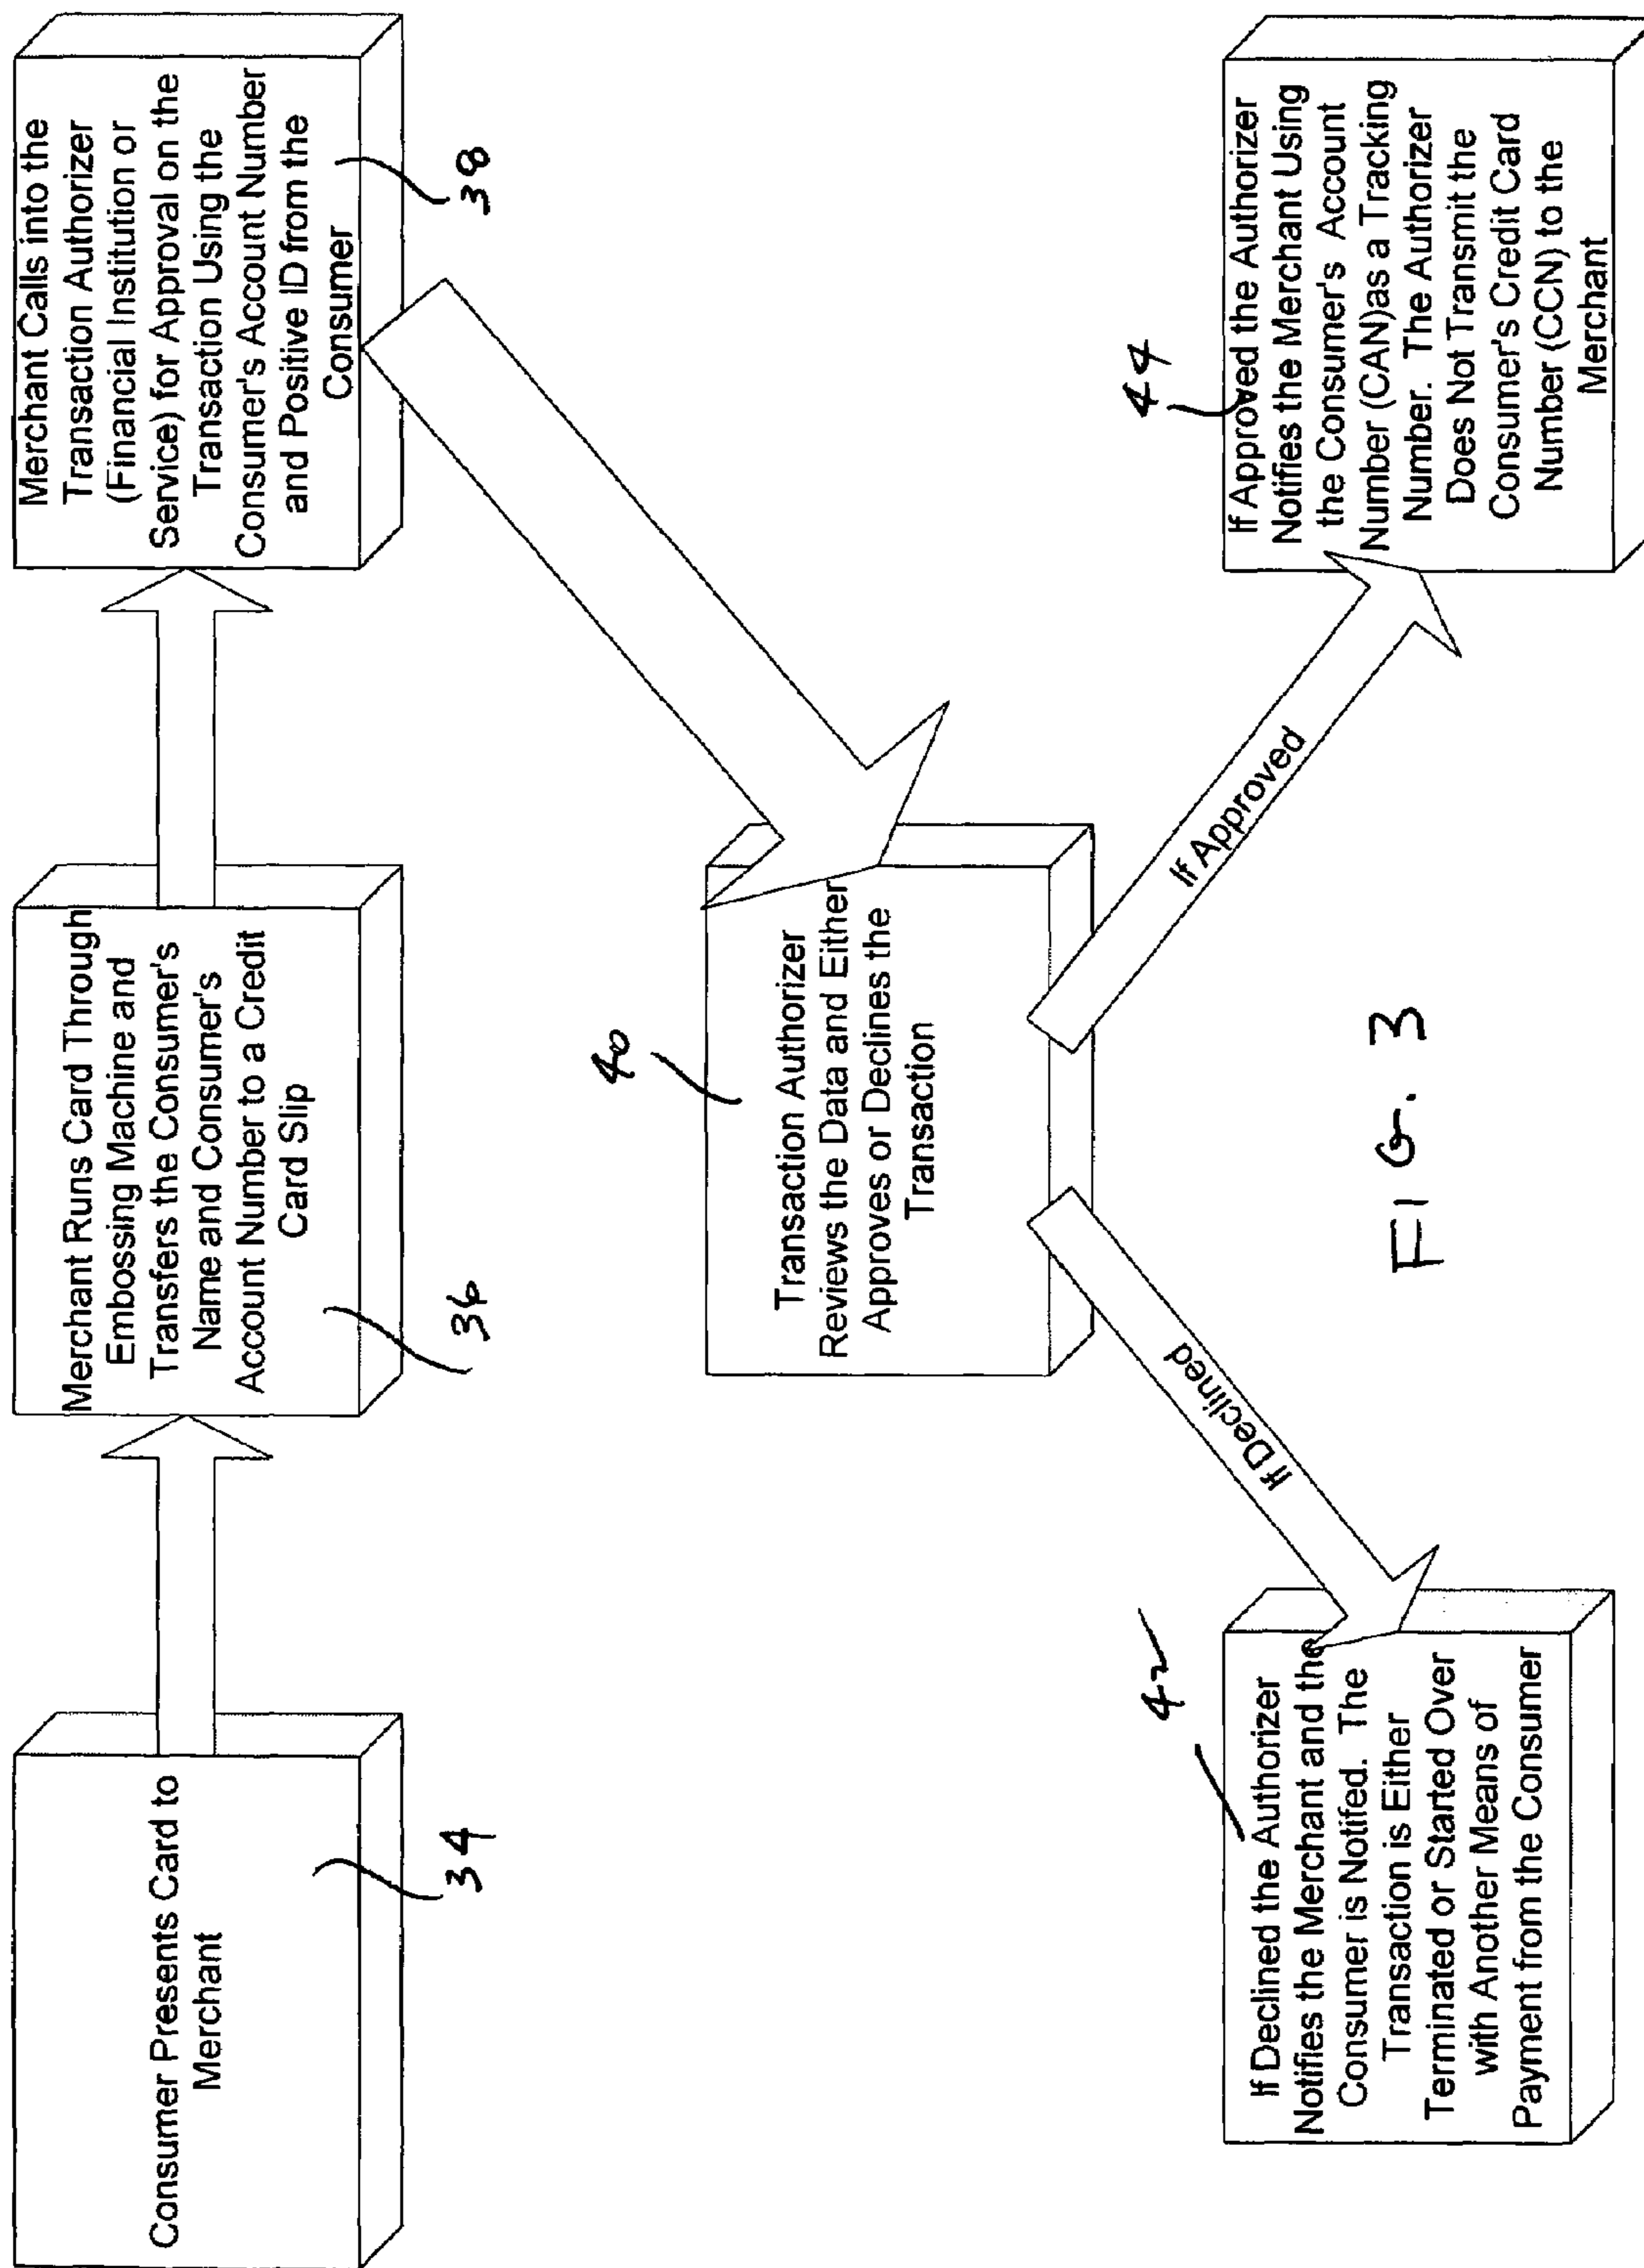 Consumer Presents Card to
Merchant
34
Merchant Runs Card Through
Embossing Machine and
Transfers the Consumer's
Name and Consumer's
Account Number to a Credit
Card Slip
36
Merchant Calls into the
Transaction Authorizer
(Financial Institution or
Service) for Approval on the
Transaction Using the
Consumer's Account Number
and Positive ID from the
Consumer
38
40
Transaction Authorizer
Reviews the Data and Either
Approves or Declines the
Transaction
If Declined
If Approved
42
If Declined the Authorizer
Notifies the Merchant and the
Consumer is Notifed. The
Transaction is Either
Terminated or Started Over
with Another Means of
Payment from the Consumer
44
If Approved the Authorizer
Notifies the Merchant Using
the Consumer's Account
Number (CAN)as a Tracking
Number. The Authorizer
Does Not Transmit the
Consumer's Credit Card
Number (CCN) to the
Merchant
FIG. 3